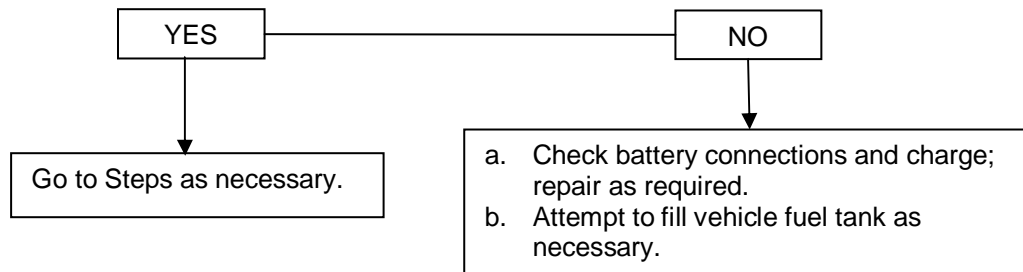 YES
NO
Go to Steps as necessary.
a. Check battery connections and charge;
repair as required.
b. Attempt to fill vehicle fuel tank as
necessary.